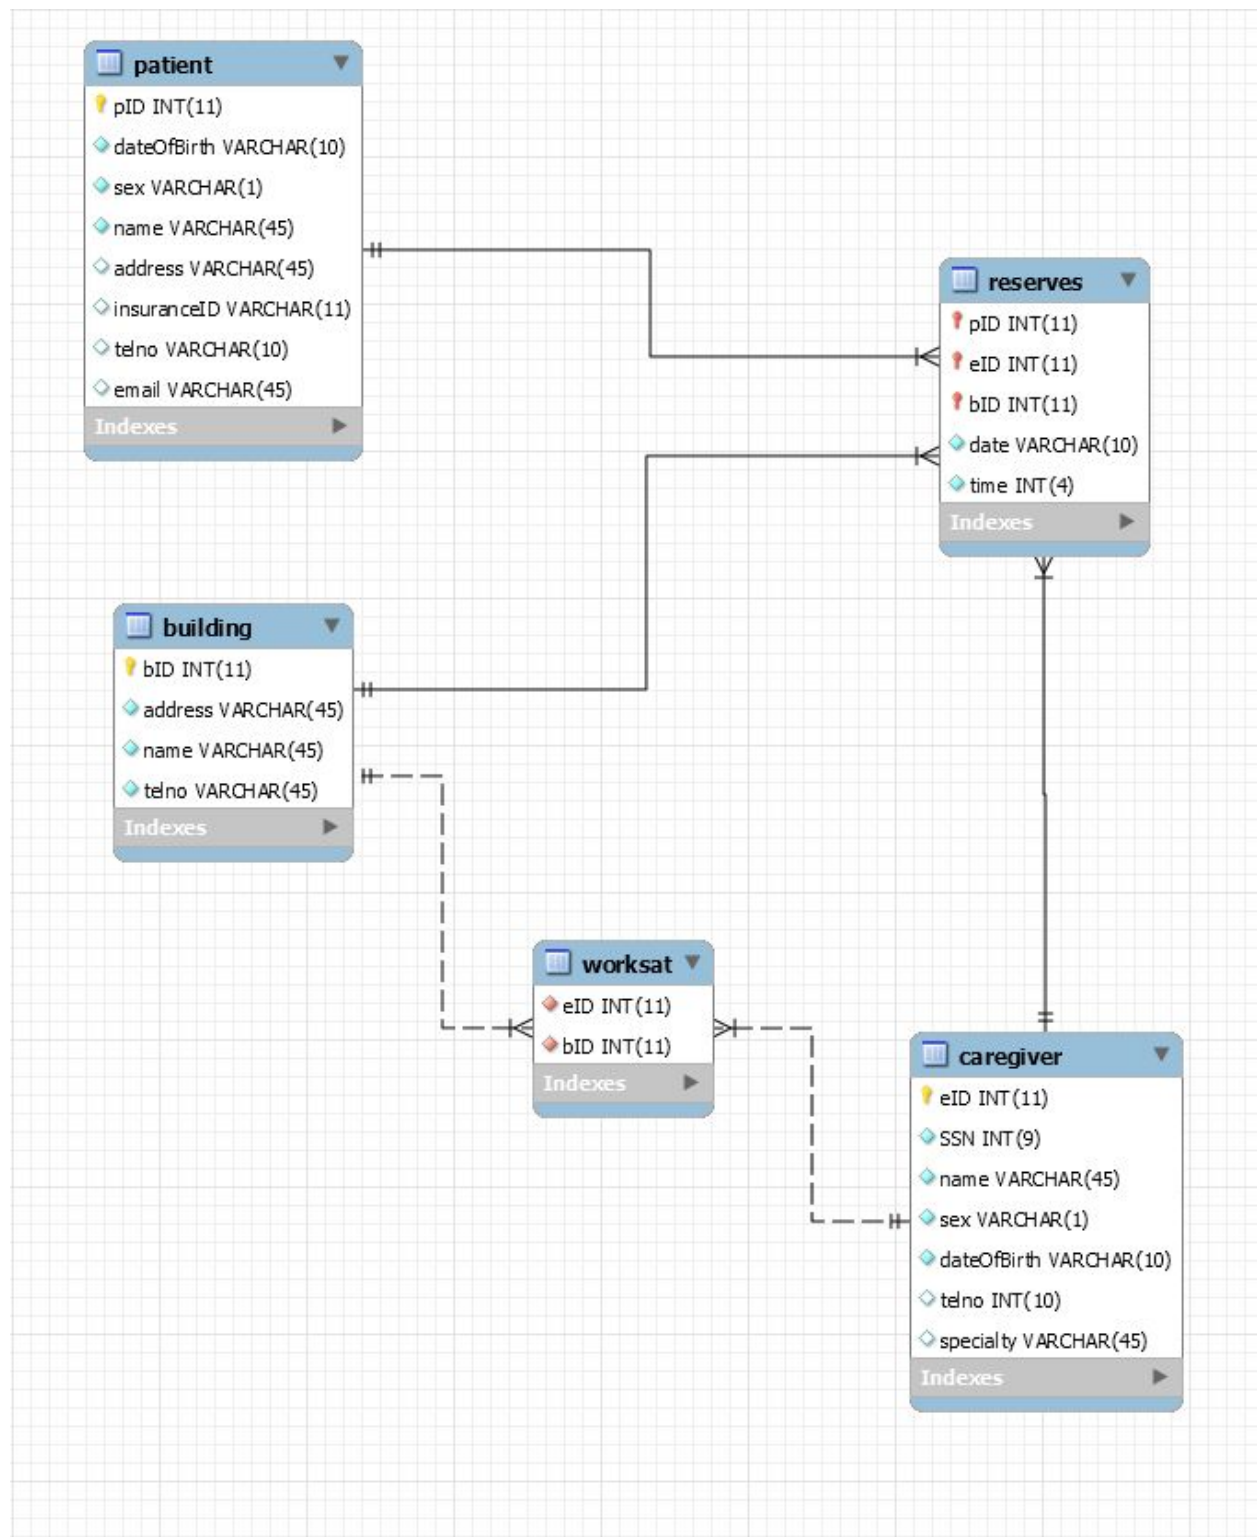 patient
pID INT(11)
dateOfBirth VARCHAR(10)
sex VARCHAR(1)
name VARCHAR(45)
address VARCHAR(45)
insuranceID VARCHAR(11)
telno VARCHAR(10)
email VARCHAR(45)
Indexes
reserves
pID INT(11)
eID INT(11)
bID INT(11)
date VARCHAR(10)
time INT(4)
Indexes
building
bID INT(11)
address VARCHAR(45)
name VARCHAR(45)
telno VARCHAR(45)
Indexes
worksat
eID INT(11)
bID INT(11)
Indexes
caregiver
eID INT(11)
SSN INT(9)
name VARCHAR(45)
sex VARCHAR(1)
dateOfBirth VARCHAR(10)
telno INT(10)
specialty VARCHAR(45)
Indexes